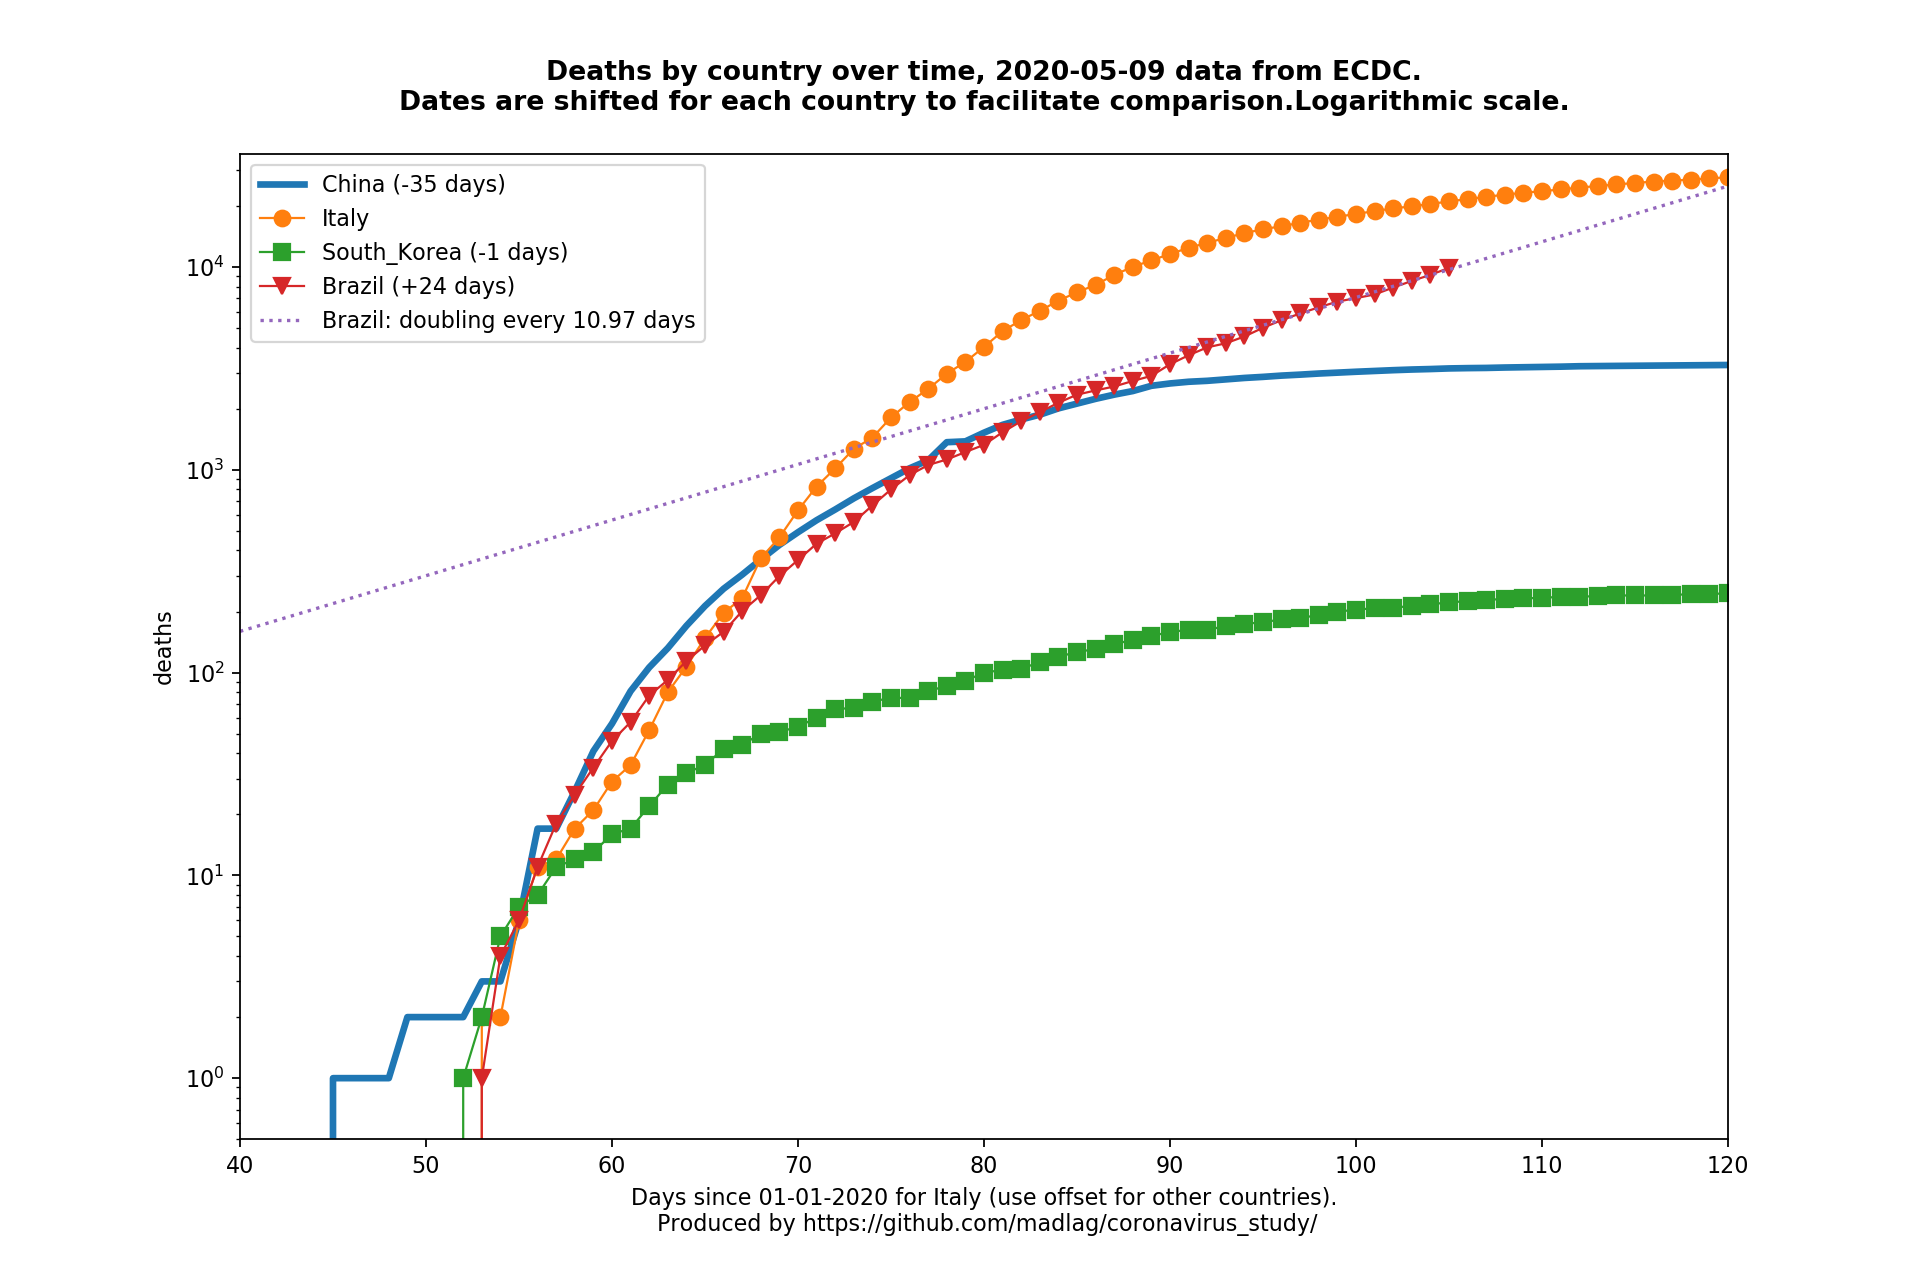 Deaths by country over time, 2020-05-09 data from ECDC.
Dates are shifted for each country to facilitate comparison.Logarithmic scale.
China (-35 days)
Italy
South_Korea (-1 days)
Brazil (+24 days)
Brazil: doubling every 10.97 days
deaths
10⁴
10³
10²
10¹
10⁰
40 50 60 70 80 90 100 110 120
Days since 01-01-2020 for Italy (use offset for other countries).
Produced by https://github.com/madlag/coronavirus_study/